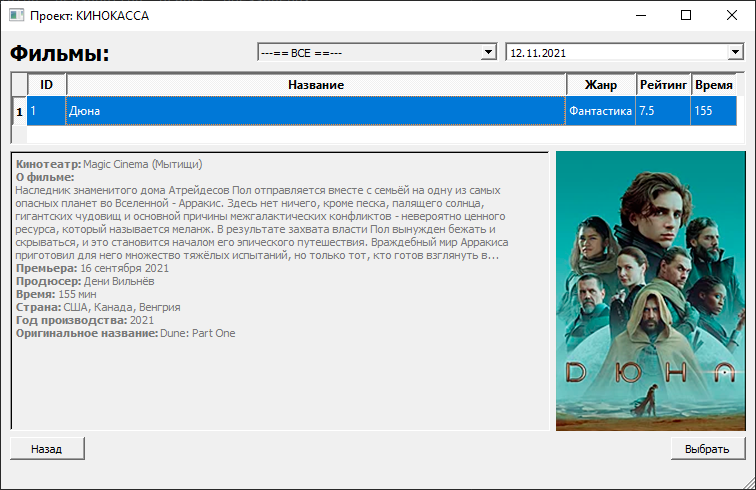 Проект: КИНОКАССА
Фильмы:
---== ВСЕ ==---
12.11.2021
ID Название Жанр Рейтинг Время
1 1 Дюна Фантастика 7.5 155
Кинотеатр: Magic Cinema (Мытищи)
О фильме:
Наследник знаменитого дома Атрейдесов Пол отправляется вместе с семьёй на одну из самых
опасных планет во Вселенной - Арракис. Здесь нет ничего, кроме песка, палящего солнца,
гигантских чудовищ и основной причины межгалактических конфликтов - невероятно ценного
ресурса, который называется меланж. В результате захвата власти Пол вынужден бежать и
скрываться, и это становится началом его эпического путешествия. Враждебный мир Арракиса
приготовил для него множество тяжёлых испытаний, но только тот, кто готов взглянуть в...
Премьера: 16 сентября 2021
Продюсер: Дени Вильнёв
Время: 155 мин
Страна: США, Канада, Венгрия
Год производства: 2021
Оригинальное название: Dune: Part One
ДЮНА
Назад
Выбрать